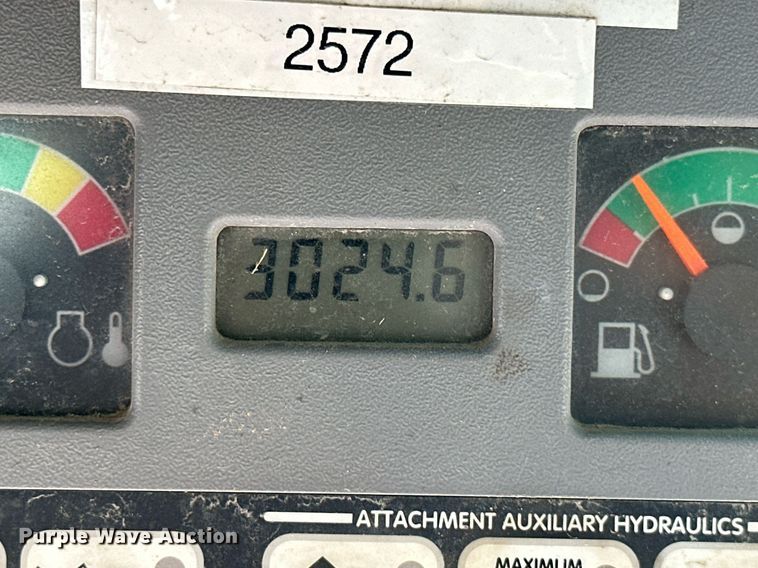 2572
3024.6
ATTACHMENT AUXILIARY HYDRAULICS
MAXIMUM
Purple Wave Auction